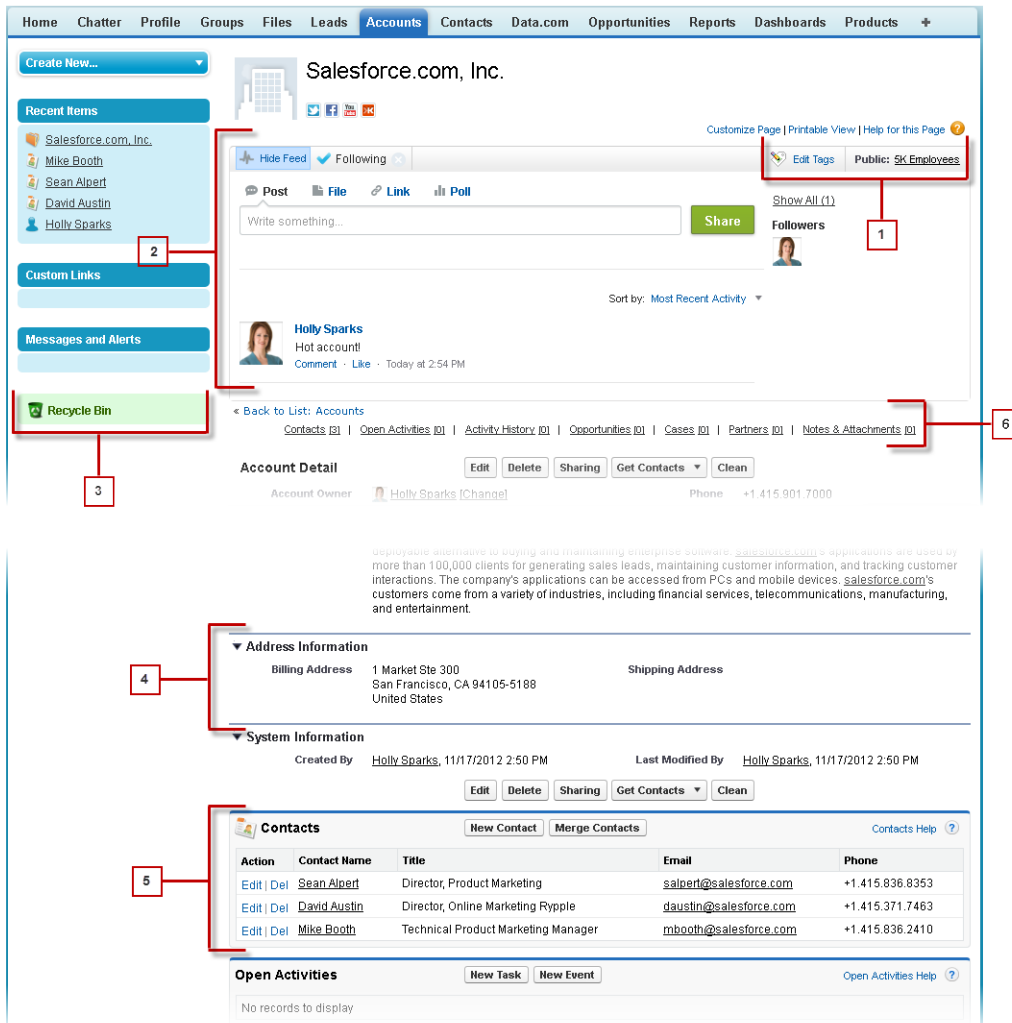 Home Chatter Profile Groups Files Leads Accounts Contacts Data.com Opportunities Reports Dashboards Products +
Create New...
Salesforce.com, Inc.
You Tube
Recent Items
Salesforce.com, Inc.
Mike Booth
Sean Alpert
David Austin
Holly Sparks
Customize Page | Printable View | Help for this Page ?
Hide Feed Following
Edit Tags Public: 5K Employees
Post File Link Poll
Write something...
Share
Show All (1)
Followers
1
2
Custom Links
Sort by: Most Recent Activity
Messages and Alerts
Holly Sparks
Hot account!
Comment · Like · Today at 2:54 PM
Recycle Bin
3
« Back to List: Accounts
Contacts [3] | Open Activities [0] | Activity History [0] | Opportunities [0] | Cases [0] | Partners [0] | Notes & Attachments [0]
6
Account Detail Edit Delete Sharing Get Contacts Clean
Account Owner Holly Sparks [Change] Phone +1.415.901.7000
deployable alternative to buying and maintaining enterprise software. salesforce.com's applications are used by
more than 100,000 clients for generating sales leads, maintaining customer information, and tracking customer
interactions. The company's applications can be accessed from PCs and mobile devices. salesforce.com's
customers come from a variety of industries, including financial services, telecommunications, manufacturing,
and entertainment.
4
Address Information
Billing Address 1 Market Ste 300 Shipping Address
San Francisco, CA 94105-5188
United States
System Information
Created By Holly Sparks, 11/17/2012 2:50 PM Last Modified By Holly Sparks, 11/17/2012 2:50 PM
Edit Delete Sharing Get Contacts Clean
5
Contacts New Contact Merge Contacts Contacts Help ?
Action Contact Name Title Email Phone
Edit | Del Sean Alpert Director, Product Marketing salpert@salesforce.com +1.415.836.8353
Edit | Del David Austin Director, Online Marketing Rypple daustin@salesforce.com +1.415.371.7463
Edit | Del Mike Booth Technical Product Marketing Manager mbooth@salesforce.com +1.415.836.2410
Open Activities New Task New Event Open Activities Help ?
No records to display